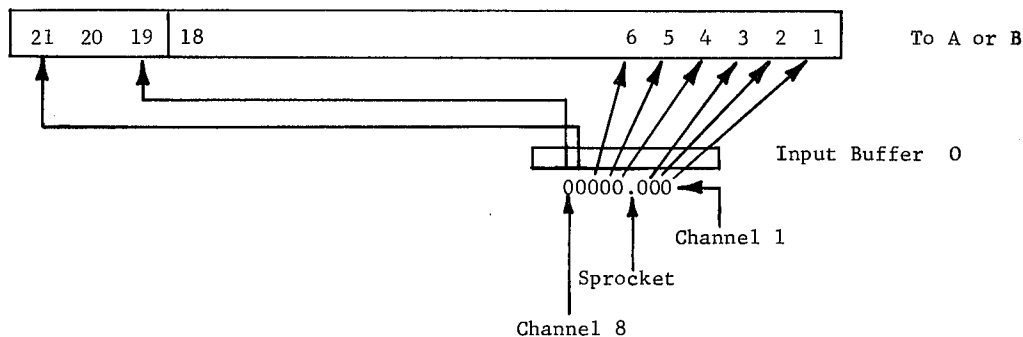 21 20 19 18 6 5 4 3 2 1 To A or B
Input Buffer 0
00000.000
Channel 1
Sprocket
Channel 8